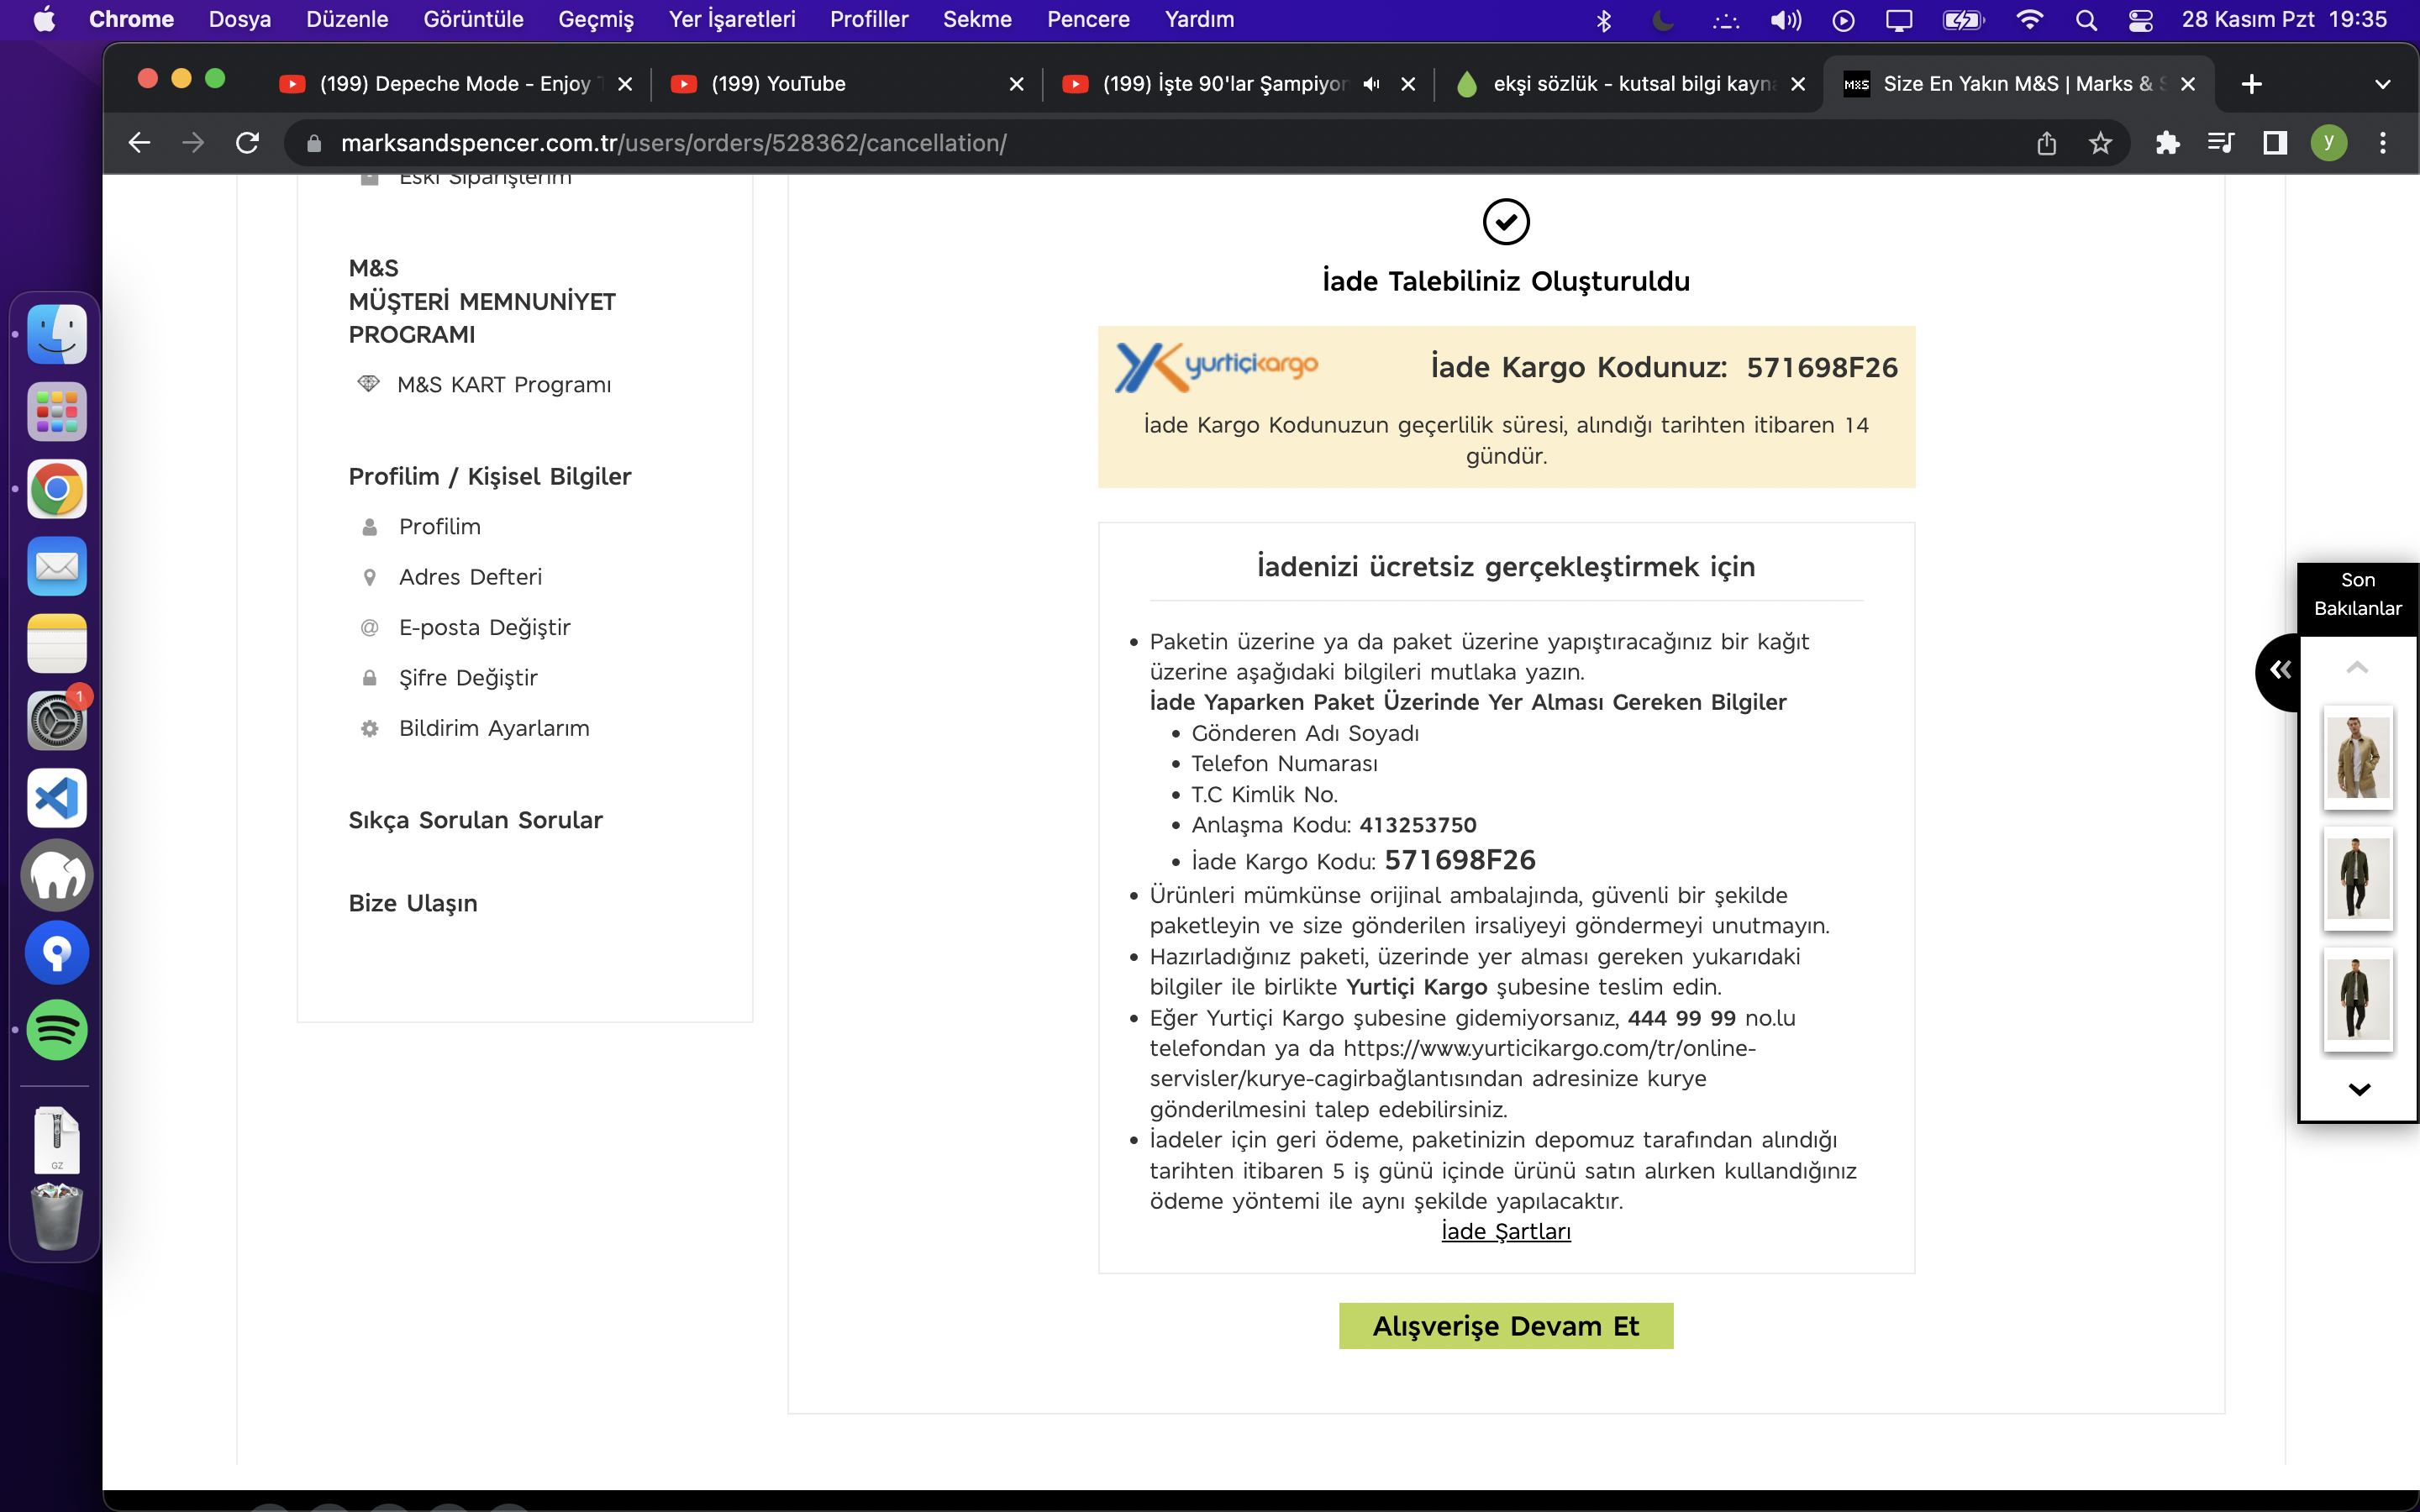 Chrome Dosya Düzenle Görüntüle Geçmiş Yer İşaretleri Profiller Sekme Pencere Yardım 28 Kasım Pzt 19:35
(199) Depeche Mode - Enjoy
(199) YouTube
(199) İşte 90'lar Şampiyon
ekşi sözlük - kutsal bilgi kayna
Size En Yakın M&S | Marks &
marksandspencer.com.tr/users/orders/528362/cancellation/
y
Eski Siparişlerim
M&S
MÜŞTERİ MEMNUNİYET
PROGRAMI
M&S KART Programı
Profilim / Kişisel Bilgiler
Profilim
Adres Defteri
@ E-posta Değiştir
Şifre Değiştir
Bildirim Ayarlarım
Sıkça Sorulan Sorular
Bize Ulaşın
1
GZ
İade Talebiliniz Oluşturuldu
yurtiçikargo
İade Kargo Kodunuz: 571698F26
İade Kargo Kodunuzun geçerlilik süresi, alındığı tarihten itibaren 14
gündür.
İadenizi ücretsiz gerçekleştirmek için
• Paketin üzerine ya da paket üzerine yapıştıracağınız bir kağıt
üzerine aşağıdaki bilgileri mutlaka yazın.
İade Yaparken Paket Üzerinde Yer Alması Gereken Bilgiler
• Gönderen Adı Soyadı
• Telefon Numarası
• T.C Kimlik No.
• Anlaşma Kodu: 413253750
• İade Kargo Kodu: 571698F26
• Ürünleri mümkünse orijinal ambalajında, güvenli bir şekilde
paketleyin ve size gönderilen irsaliyeyi göndermeyi unutmayın.
• Hazırladığınız paketi, üzerinde yer alması gereken yukarıdaki
bilgiler ile birlikte Yurtiçi Kargo şubesine teslim edin.
• Eğer Yurtiçi Kargo şubesine gidemiyorsanız, 444 99 99 no.lu
telefondan ya da https://www.yurticikargo.com/tr/online-
servisler/kurye-cagirbağlantısından adresinize kurye
gönderilmesini talep edebilirsiniz.
• İadeler için geri ödeme, paketinizin depomuz tarafından alındığı
tarihten itibaren 5 iş günü içinde ürünü satın alırken kullandığınız
ödeme yöntemi ile aynı şekilde yapılacaktır.
İade Şartları
Alışverişe Devam Et
Son
Bakılanlar